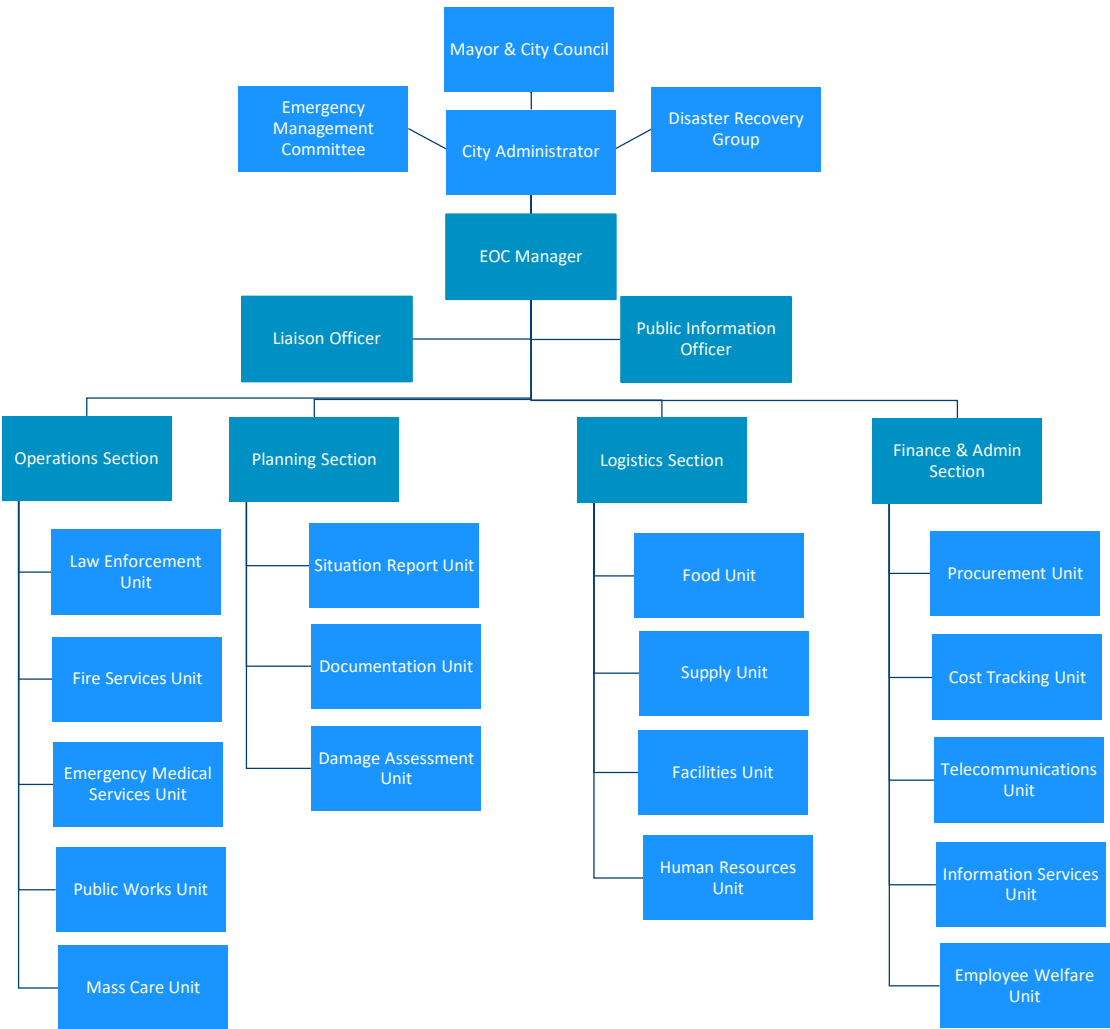 Mayor & City Council
Emergency
Management
Committee
City Administrator
Disaster Recovery
Group
EOC Manager
Liaison Officer
Public Information
Officer
Operations Section
Planning Section
Logistics Section
Finance & Admin
Section
Law Enforcement
Unit
Fire Services Unit
Emergency Medical
Services Unit
Public Works Unit
Mass Care Unit
Situation Report Unit
Documentation Unit
Damage Assessment
Unit
Food Unit
Supply Unit
Facilities Unit
Human Resources
Unit
Procurement Unit
Cost Tracking Unit
Telecommunications
Unit
Information Services
Unit
Employee Welfare
Unit